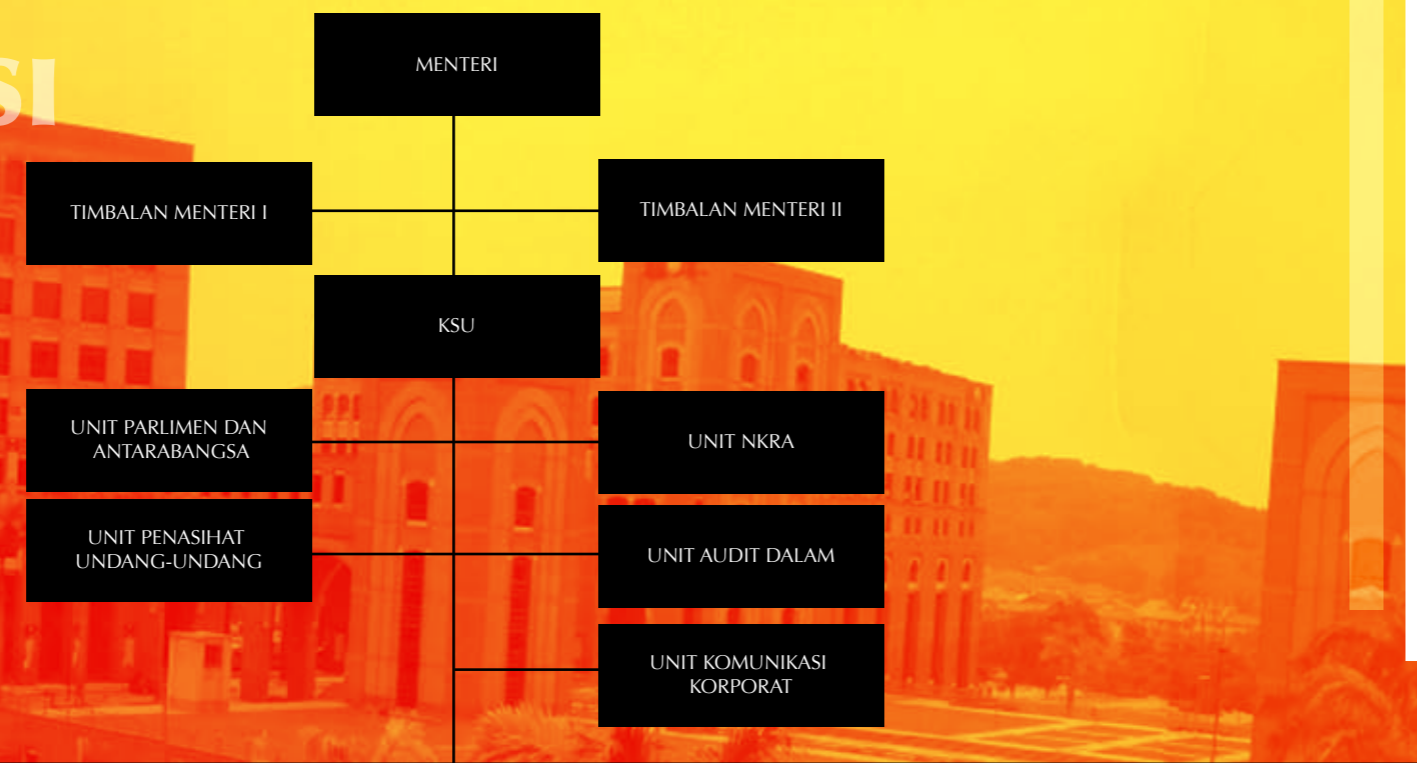 SI
MENTERI
TIMBALAN MENTERI I
TIMBALAN MENTERI II
KSU
UNIT PARLIMEN DAN
ANTARABANGSA
UNIT NKRA
UNIT PENASIHAT
UNDANG-UNDANG
UNIT AUDIT DALAM
UNIT KOMUNIKASI
KORPORAT